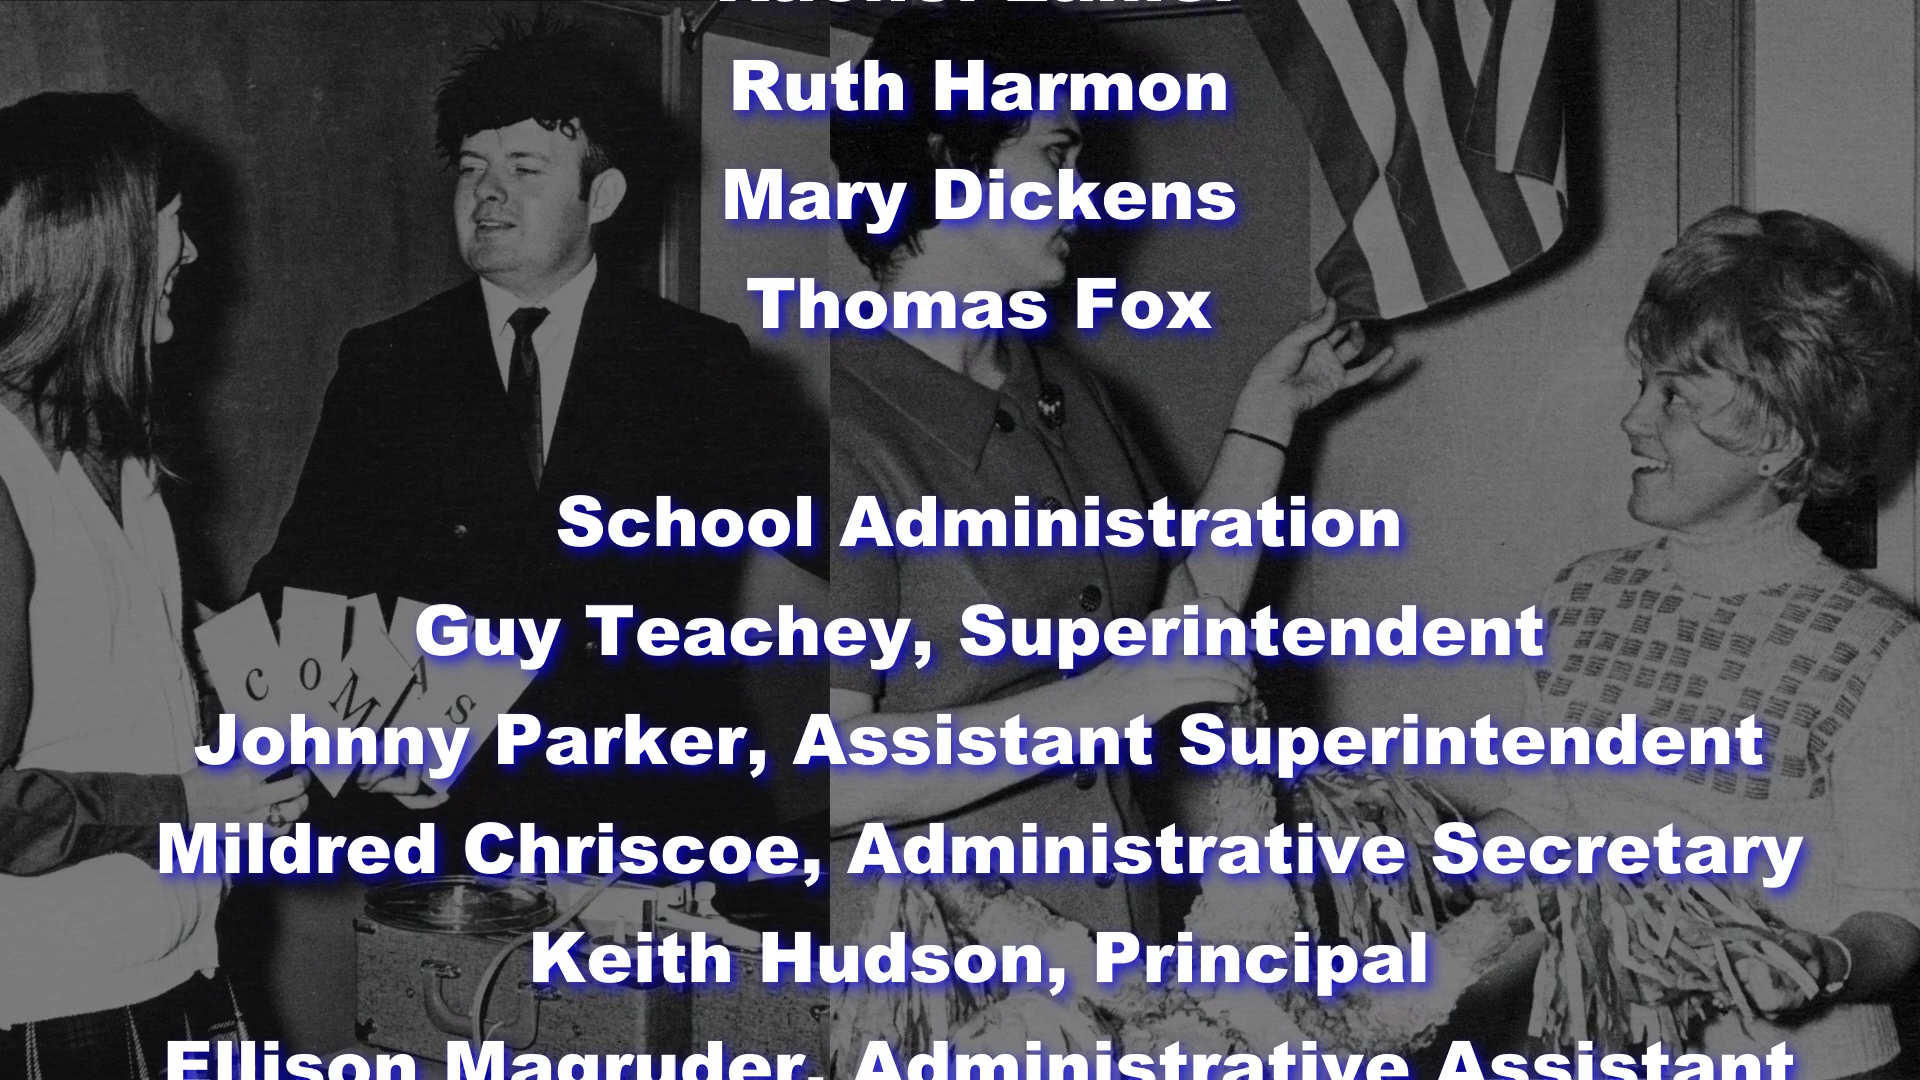 Ruth Harmon
Mary Dickens
Thomas Fox
School Administration
Guy Teachey, Superintendent
COMAS
Johnny Parker, Assistant Superintendent
Mildred Chriscoe, Administrative Secretary
Keith Hudson, Principal
Ellison Magruder, Administrative Assistant